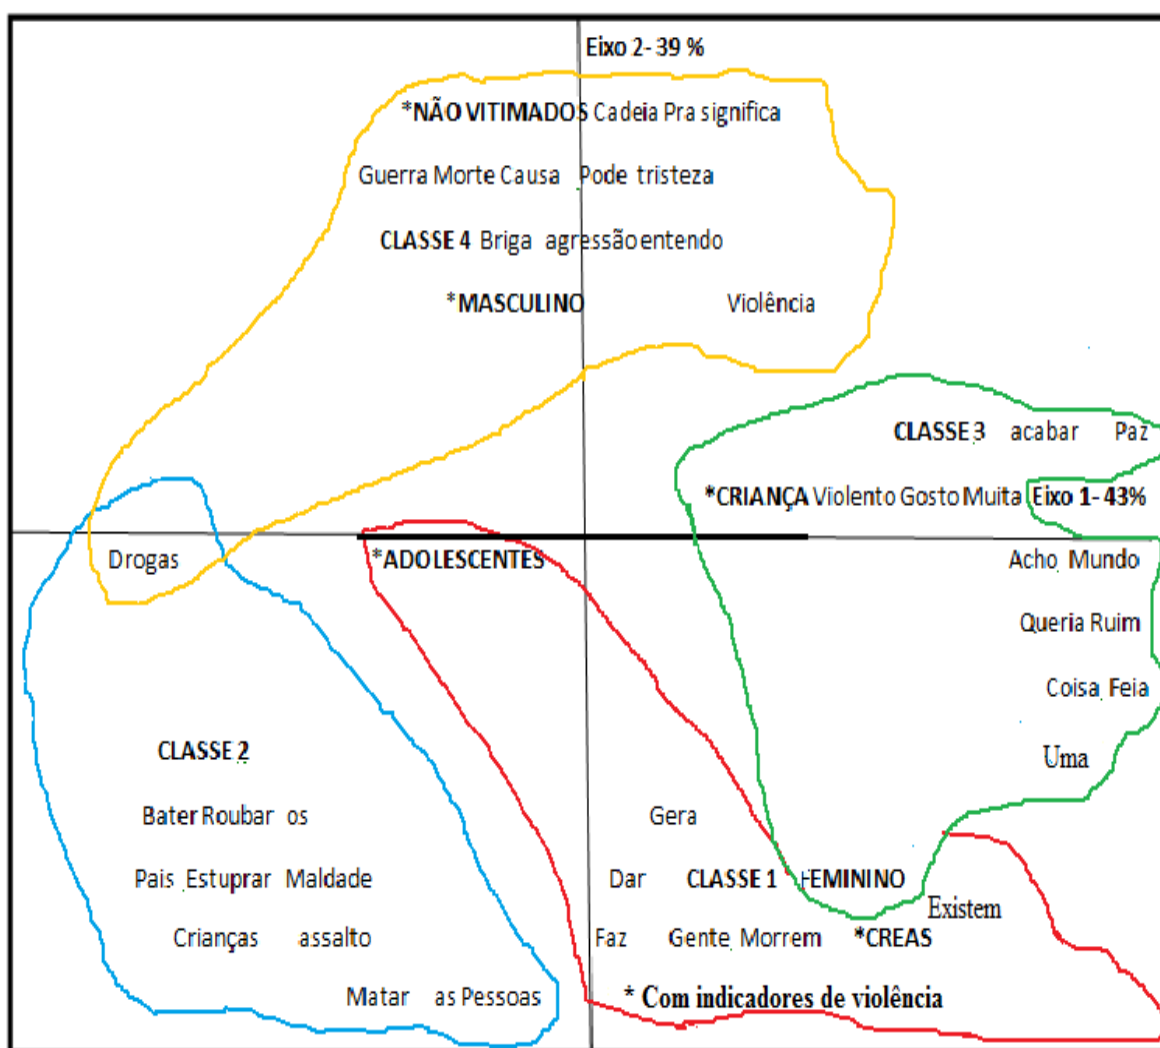 Eixo 2- 39 %
*NÃO VITIMADOS Cadeia Pra significa
Guerra Morte Causa Pode tristeza
CLASSE 4 Briga agressão entendo
*MASCULINO Violência
CLASSE 3 acabar Paz
*CRIANÇA Violento Gosto Muita Eixo 1- 43%
Drogas *ADOLESCENTES Acho Mundo
Queria Ruim
Coisa Feia
CLASSE 2 Uma
Bater Roubar os Gera
Pais Estuprar Maldade Dar CLASSE 1 FEMININO
Existem
Crianças assalto Faz Gente Morrem *CREAS
Matar as Pessoas * Com indicadores de violência